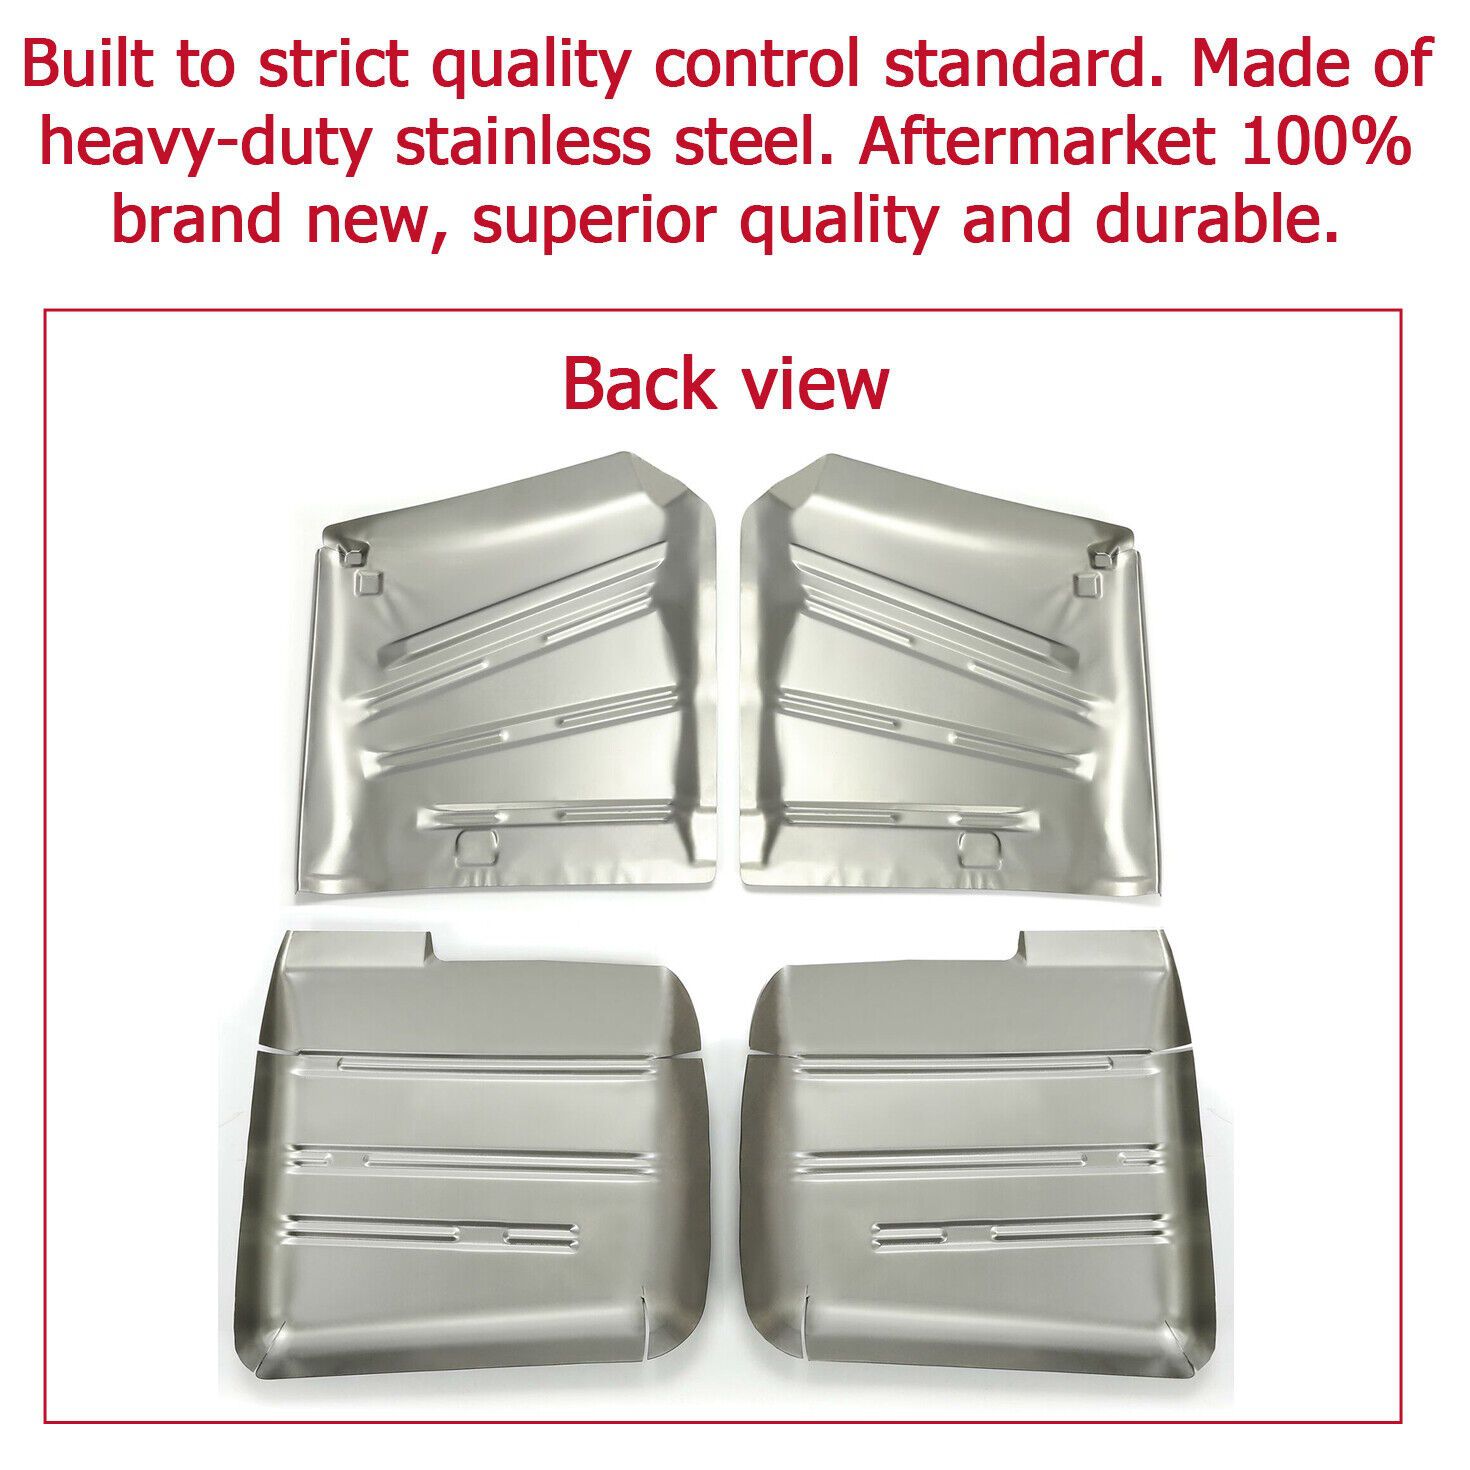 Built to strict quality control standard. Made of
heavy-duty stainless steel. Aftermarket 100%
brand new, superior quality and durable.
Back view